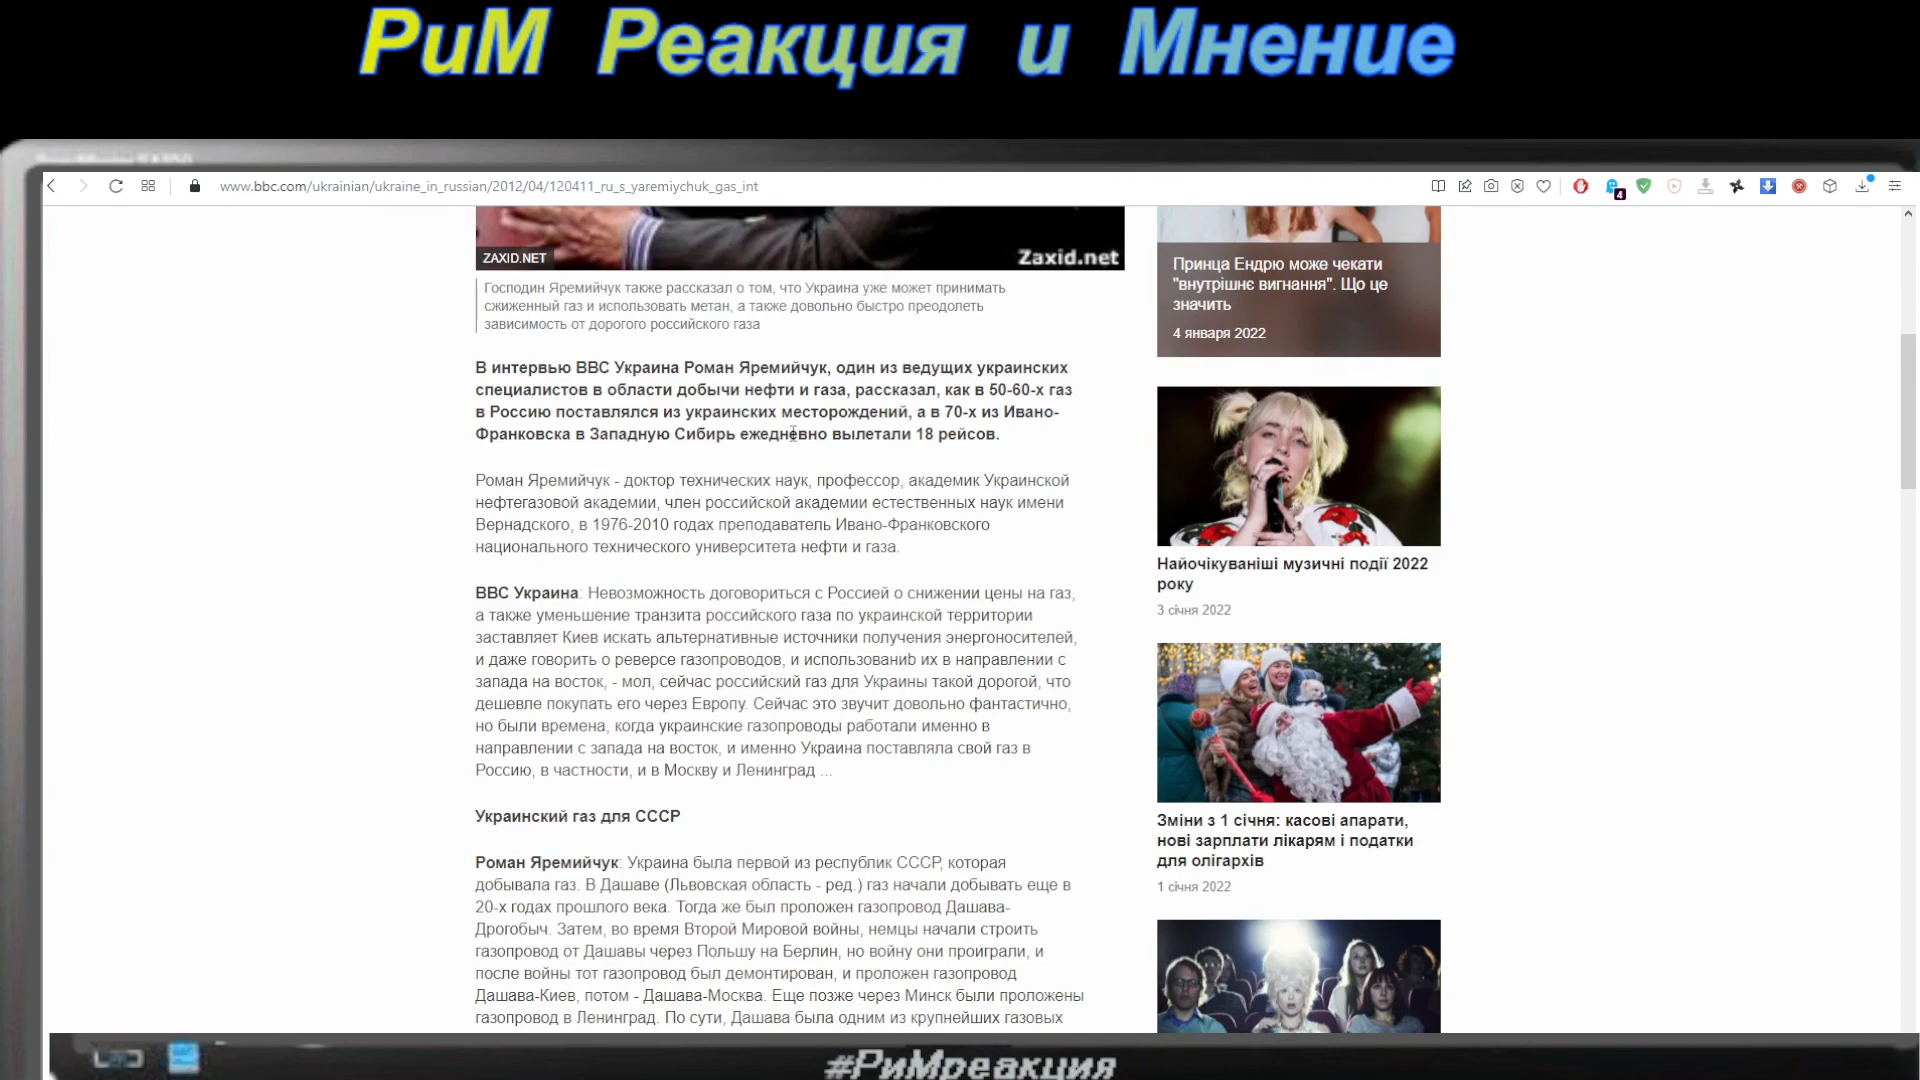 РиМ Реакция и Мнение
www.bbc.com/ukrainian/ukraine_in_russian/2012/04/120411_ru_s_yaremiychuk_gas_int
4
ZAXID.NET
Zaxid.net
Господин Яремийчук также рассказал о том, что Украина уже может принимать
сжиженный газ и использовать метан, а также довольно быстро преодолеть
зависимость от дорогого российского газа
В интервью ВВС Украина Роман Яремийчук, один из ведущих украинских
специалистов в области добычи нефти и газа, рассказал, как в 50-60-х газ
в Россию поставлялся из украинских месторождений, а в 70-х из Ивано-
Франковска в Западную Сибирь ежедневно вылетали 18 рейсов.
Роман Яремийчук - доктор технических наук, профессор, академик Украинской
нефтегазовой академии, член российской академии естественных наук имени
Вернадского, в 1976-2010 годах преподаватель Ивано-Франковского
национального технического университета нефти и газа.
ВВС Украина: Невозможность договориться с Россией о снижении цены на газ,
а также уменьшение транзита российского газа по украинской территории
заставляет Киев искать альтернативные источники получения энергоносителей,
и даже говорить о реверсе газопроводов, и использованиb их в направлении с
запада на восток, - мол, сейчас российский газ для Украины такой дорогой, что
дешевле покупать его через Европу. Сейчас это звучит довольно фантастично,
но были времена, когда украинские газопроводы работали именно в
направлении с запада на восток, и именно Украина поставляла свой газ в
Россию, в частности, и в Москву и Ленинград ...
Украинский газ для СССР
Роман Яремийчук: Украина была первой из республик СССР, которая
добывала газ. В Дашаве (Львовская область - ред.) газ начали добывать еще в
20-х годах прошлого века. Тогда же был проложен газопровод Дашава-
Дрогобыч. Затем, во время Второй Мировой войны, немцы начали строить
газопровод от Дашавы через Польшу на Берлин, но войну они проиграли, и
после войны тот газопровод был демонтирован, и проложен газопровод
Дашава-Киев, потом - Дашава-Москва. Еще позже через Минск были проложены
газопровод в Ленинград. По сути, Дашава была одним из крупнейших газовых
Принца Ендрю може чекати
"внутрішнє вигнання". Що це
значить
4 января 2022
Найочікуваніші музичні події 2022
року
3 січня 2022
Зміни з 1 січня: касові апарати,
нові зарплати лікарям і податки
для олігархів
1 січня 2022
#РиМреакция